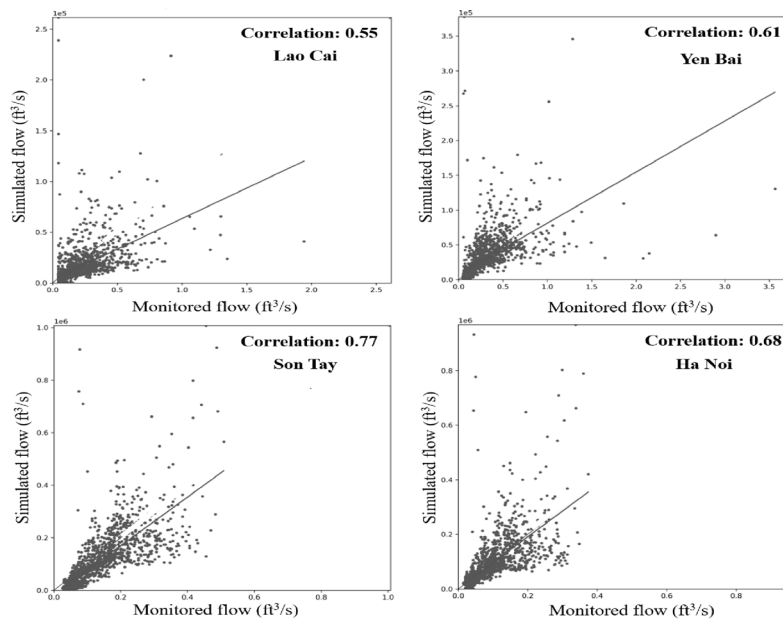 1e5
Correlation: 0.55
Lao Cai
2.5
2.0
1.5
1.0
0.5
0.0
Simulated flow (ft³/s)
0.0 0.5 1.0 1.5 2.0 2.5
Monitored flow (ft³/s)
1e5
Correlation: 0.61
Yen Bai
3.5
3.0
2.5
2.0
1.5
1.0
0.5
0.0
Simulated flow (ft³/s)
0.0 0.5 1.0 1.5 2.0 2.5 3.0 3.5
Monitored flow (ft³/s)
1e6
Correlation: 0.77
Son Tay
1.0
0.8
0.6
0.4
0.2
0.0
Simulated flow (ft³/s)
0.0 0.2 0.4 0.6 0.8 1.0
Monitored flow (ft³/s)
1e6
Correlation: 0.68
Ha Noi
0.8
0.6
0.4
0.2
0.0
Simulated flow (ft³/s)
0.0 0.2 0.4 0.6 0.8
Monitored flow (ft³/s)